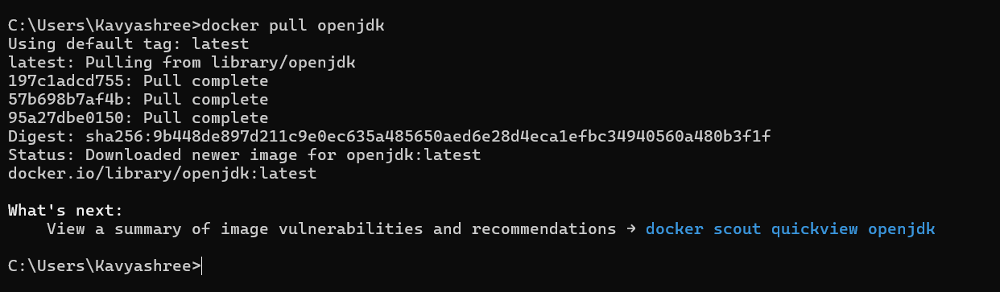 C:\Users\Kavyashree>docker pull openjdk
Using default tag: latest
latest: Pulling from library/openjdk
197c1adcd755: Pull complete
57b698b7af4b: Pull complete
95a27dbe0150: Pull complete
Digest: sha256:9b448de897d211c9e0ec635a485650aed6e28d4eca1efbc34940560a480b3f1f
Status: Downloaded newer image for openjdk:latest
docker.io/library/openjdk:latest
What's next:
View a summary of image vulnerabilities and recommendations → docker scout quickview openjdk
C:\Users\Kavyashree>